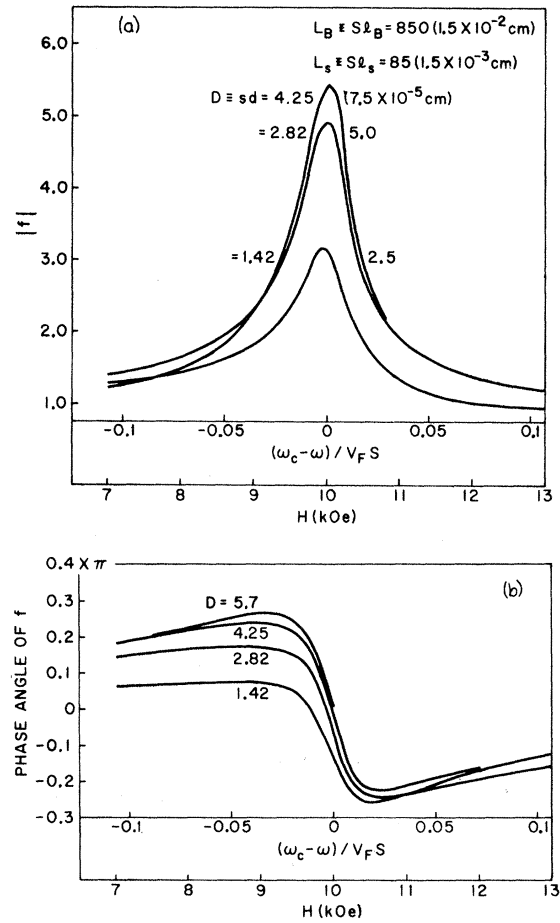 (a)
L_B ≡ Sℓ_B = 850 (1.5 X 10^-2 cm)
L_s ≡ Sℓ_s = 85 (1.5 X 10^-3 cm)
D ≡ sd = 4.25 (7.5 X 10^-5 cm)
= 2.82 5.0
= 1.42 2.5
|f|
6.0
5.0
4.0
3.0
2.0
1.0
-0.1 -0.05 0 0.05 0.1
(ω_c - ω) / V_F S
7 8 9 10 11 12 13
H (kOe)
(b)
PHASE ANGLE OF f
0.4 X π
0.3
0.2
0.1
0
-0.1
-0.2
-0.3
D = 5.7
4.25
2.82
1.42
-0.1 -0.05 0 0.05 0.1
(ω_c - ω) / V_F S
7 8 9 10 11 12 13
H (kOe)